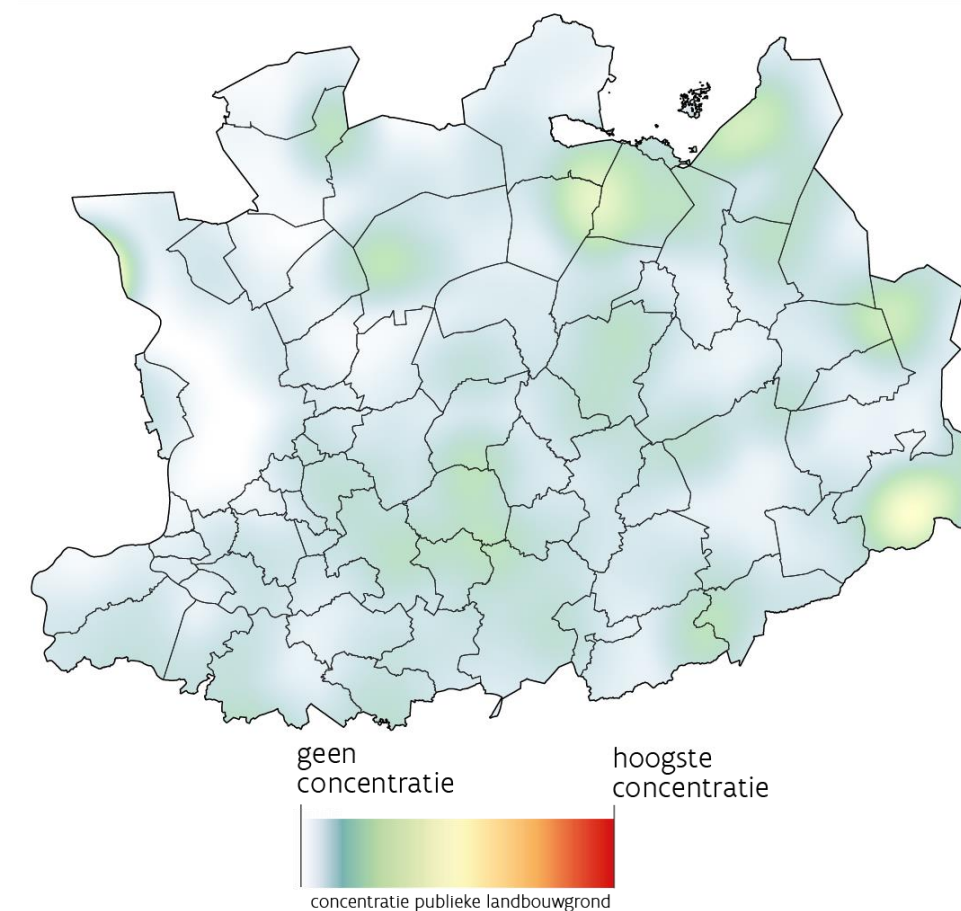 geen
concentratie
hoogste
concentratie
concentratie publieke landbouwgrond